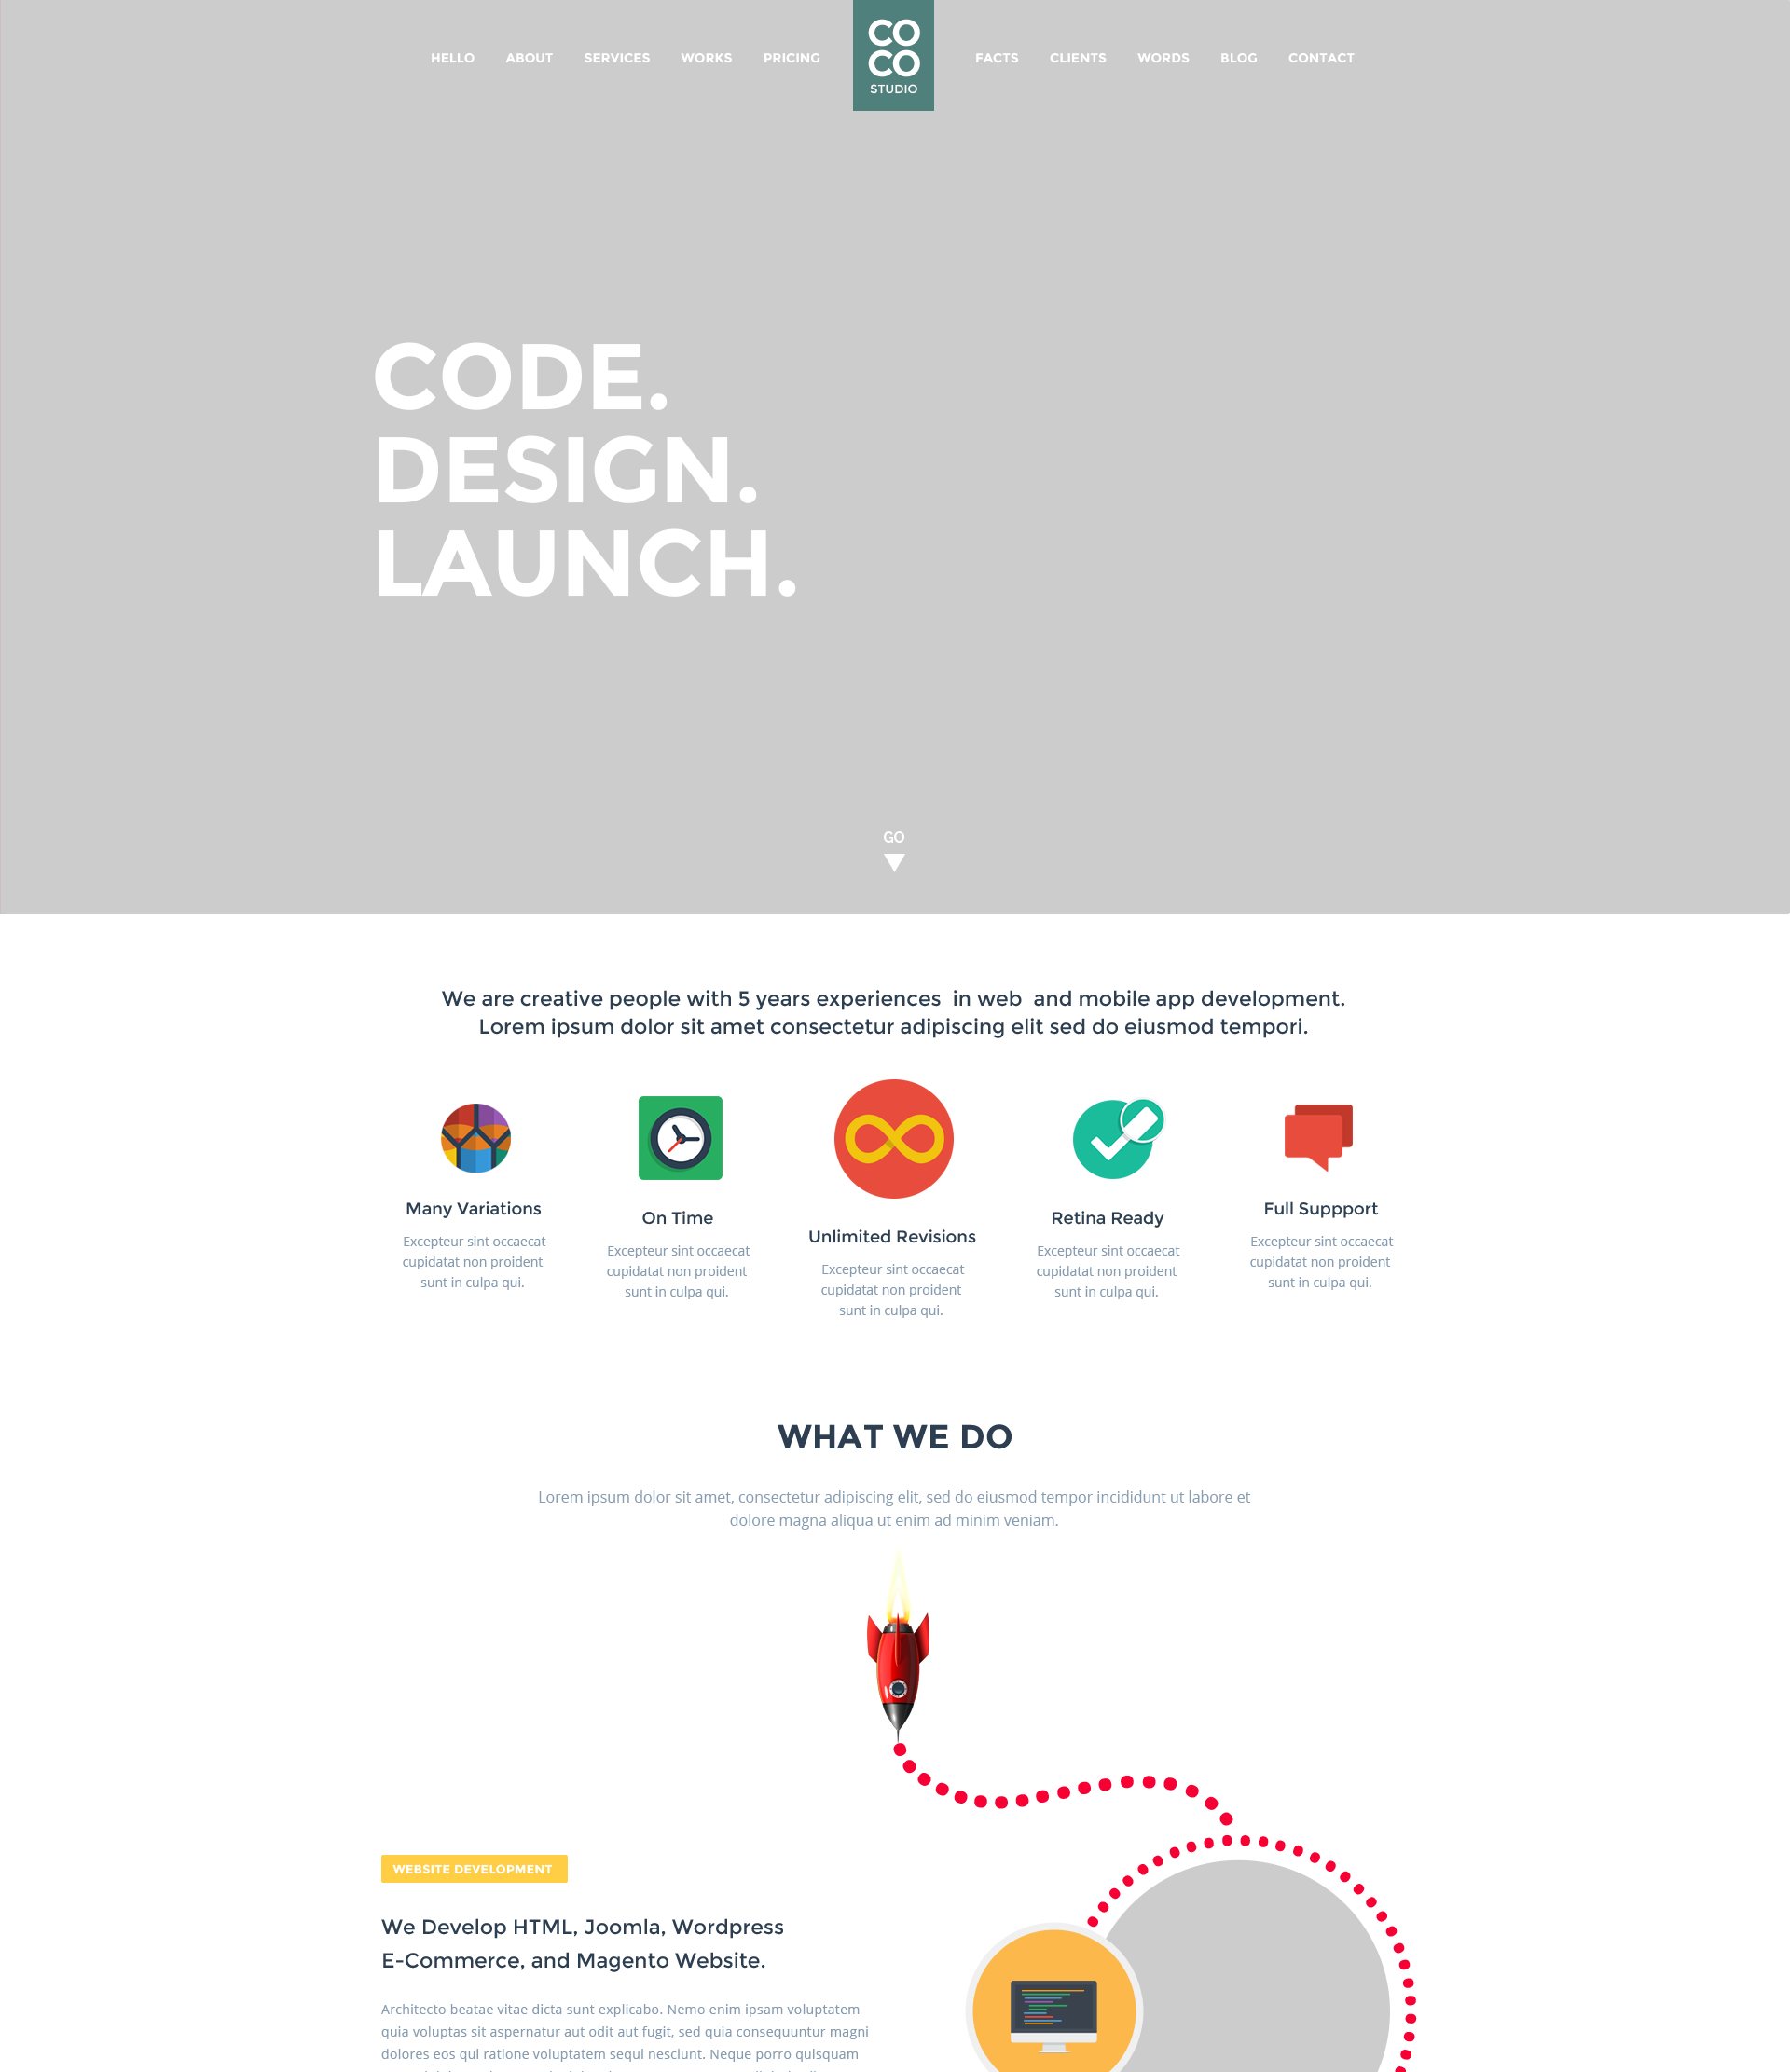 HELLO ABOUT SERVICES WORKS PRICING
CO
CO
STUDIO
FACTS CLIENTS WORDS BLOG CONTACT
CODE.
DESIGN.
LAUNCH.
GO
We are creative people with 5 years experiences in web and mobile app development.
Lorem ipsum dolor sit amet consectetur adipiscing elit sed do eiusmod tempori.
Many Variations
Excepteur sint occaecat
cupidatat non proident
sunt in culpa qui.
On Time
Excepteur sint occaecat
cupidatat non proident
sunt in culpa qui.
Unlimited Revisions
Excepteur sint occaecat
cupidatat non proident
sunt in culpa qui.
Retina Ready
Excepteur sint occaecat
cupidatat non proident
sunt in culpa qui.
Full Suppport
Excepteur sint occaecat
cupidatat non proident
sunt in culpa qui.
WHAT WE DO
Lorem ipsum dolor sit amet, consectetur adipiscing elit, sed do eiusmod tempor incididunt ut labore et
dolore magna aliqua ut enim ad minim veniam.
WEBSITE DEVELOPMENT
We Develop HTML, Joomla, Wordpress
E-Commerce, and Magento Website.
Architecto beatae vitae dicta sunt explicabo. Nemo enim ipsam voluptatem
quia voluptas sit aspernatur aut odit aut fugit, sed quia consequuntur magni
dolores eos qui ratione voluptatem sequi nesciunt. Neque porro quisquam